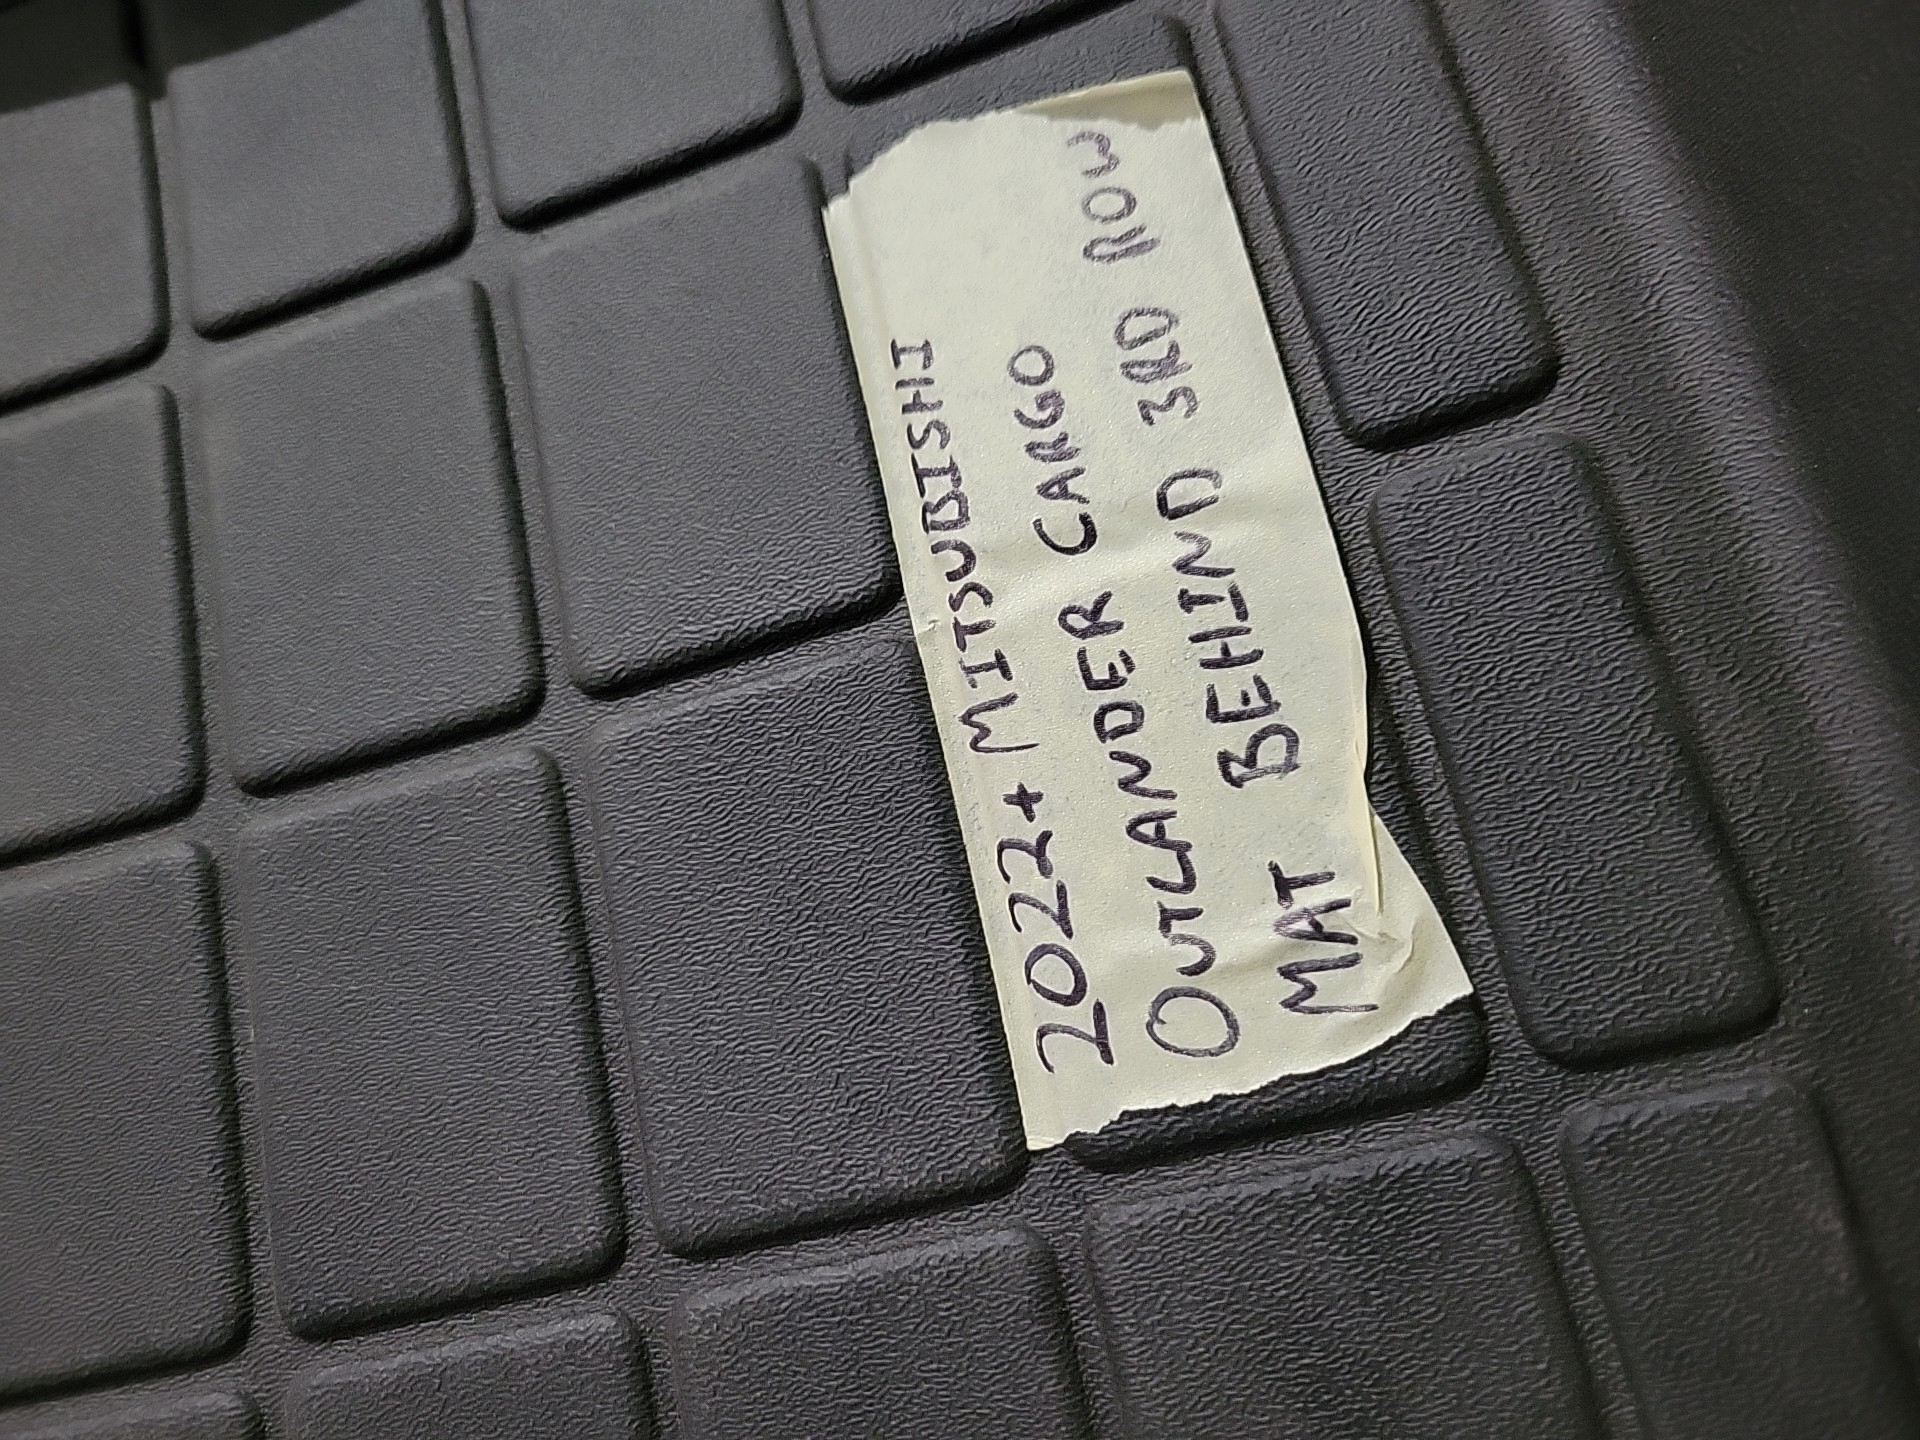 2022+ MITSUBISHI
OUTLANDER CARGO
MAT BEHIND 3RD ROW